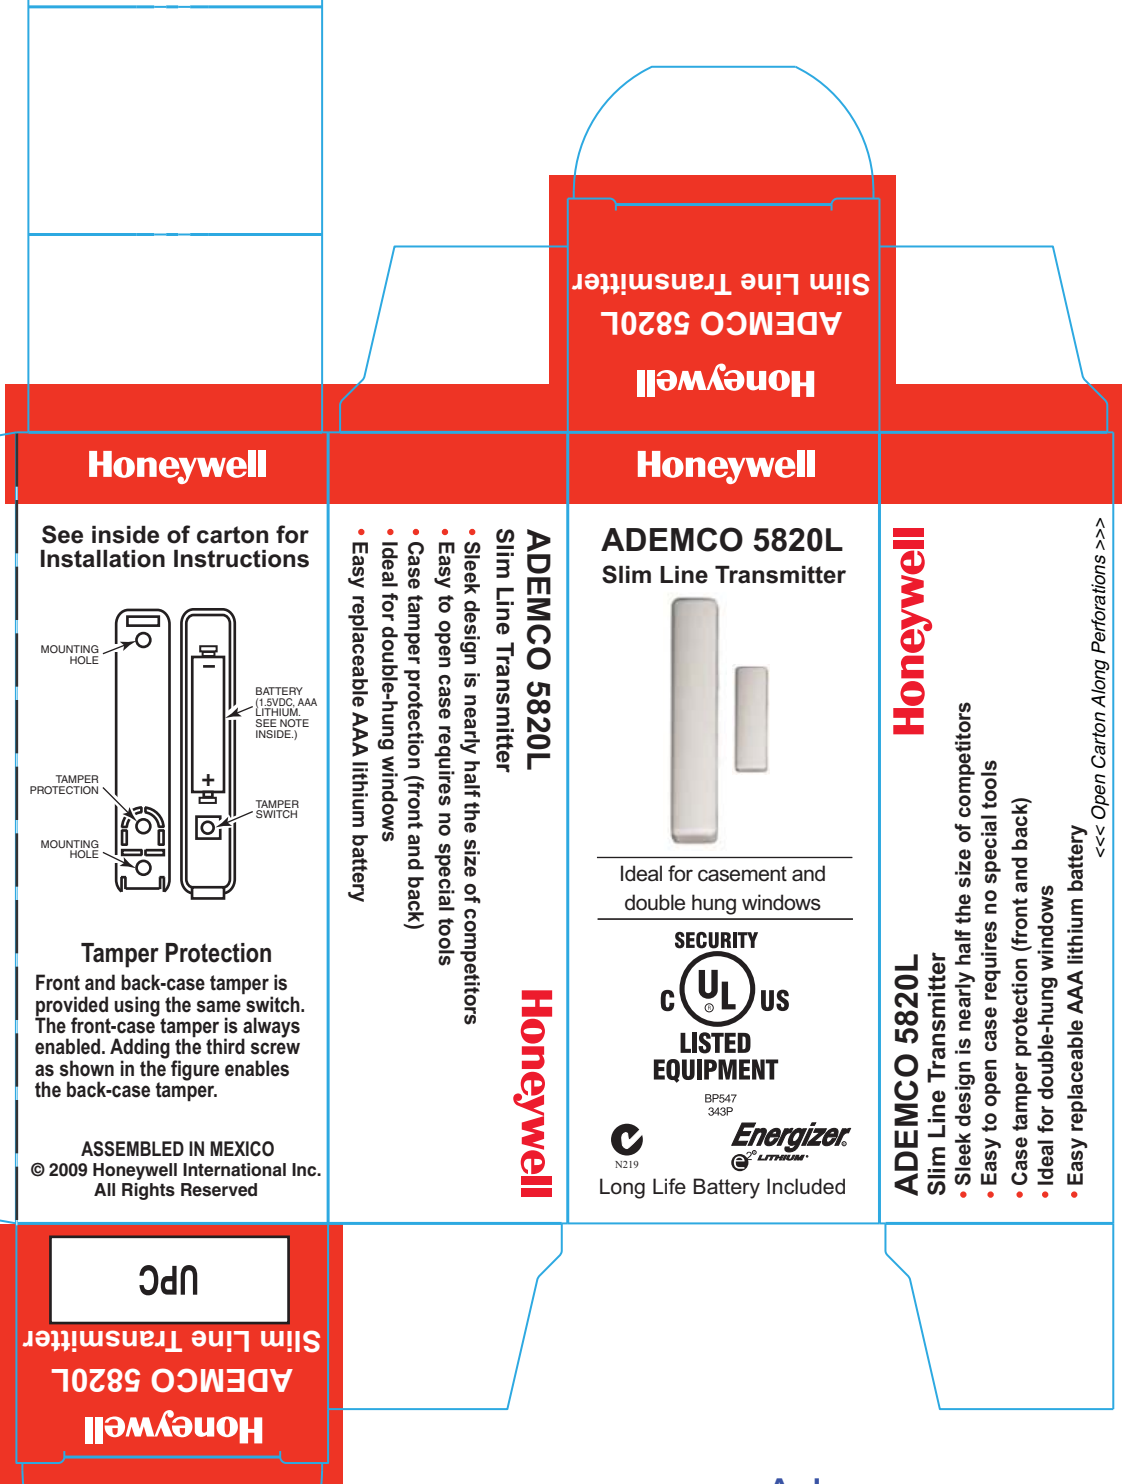 Slim Line Transmitter
ADEMCO 5820L
Honeywell
Honeywell
See inside of carton for
Installation Instructions
MOUNTING
HOLE
BATTERY
(1.5VDC, AAA
LITHIUM.
SEE NOTE
INSIDE.)
TAMPER
PROTECTION
TAMPER
SWITCH
MOUNTING
HOLE
Tamper Protection
Front and back-case tamper is
provided using the same switch.
The front-case tamper is always
enabled. Adding the third screw
as shown in the figure enables
the back-case tamper.
ASSEMBLED IN MEXICO
© 2009 Honeywell International Inc.
All Rights Reserved
ADEMCO 5820L
Slim Line Transmitter
• Sleek design is nearly half the size of competitors
• Easy to open case requires no special tools
• Case tamper protection (front and back)
• Ideal for double-hung windows
• Easy replaceable AAA lithium battery
Honeywell
Honeywell
ADEMCO 5820L
Slim Line Transmitter
Ideal for casement and
double hung windows
SECURITY
C UL ® US
LISTED
EQUIPMENT
BP547
343P
N219
Energizer®
e2® LITHIUM
Long Life Battery Included
Honeywell
ADEMCO 5820L
Slim Line Transmitter
• Sleek design is nearly half the size of competitors
• Easy to open case requires no special tools
• Case tamper protection (front and back)
• Ideal for double-hung windows
• Easy replaceable AAA lithium battery
<<< Open Carton Along Perforations >>>
UPC
Slim Line Transmitter
ADEMCO 5820L
Honeywell